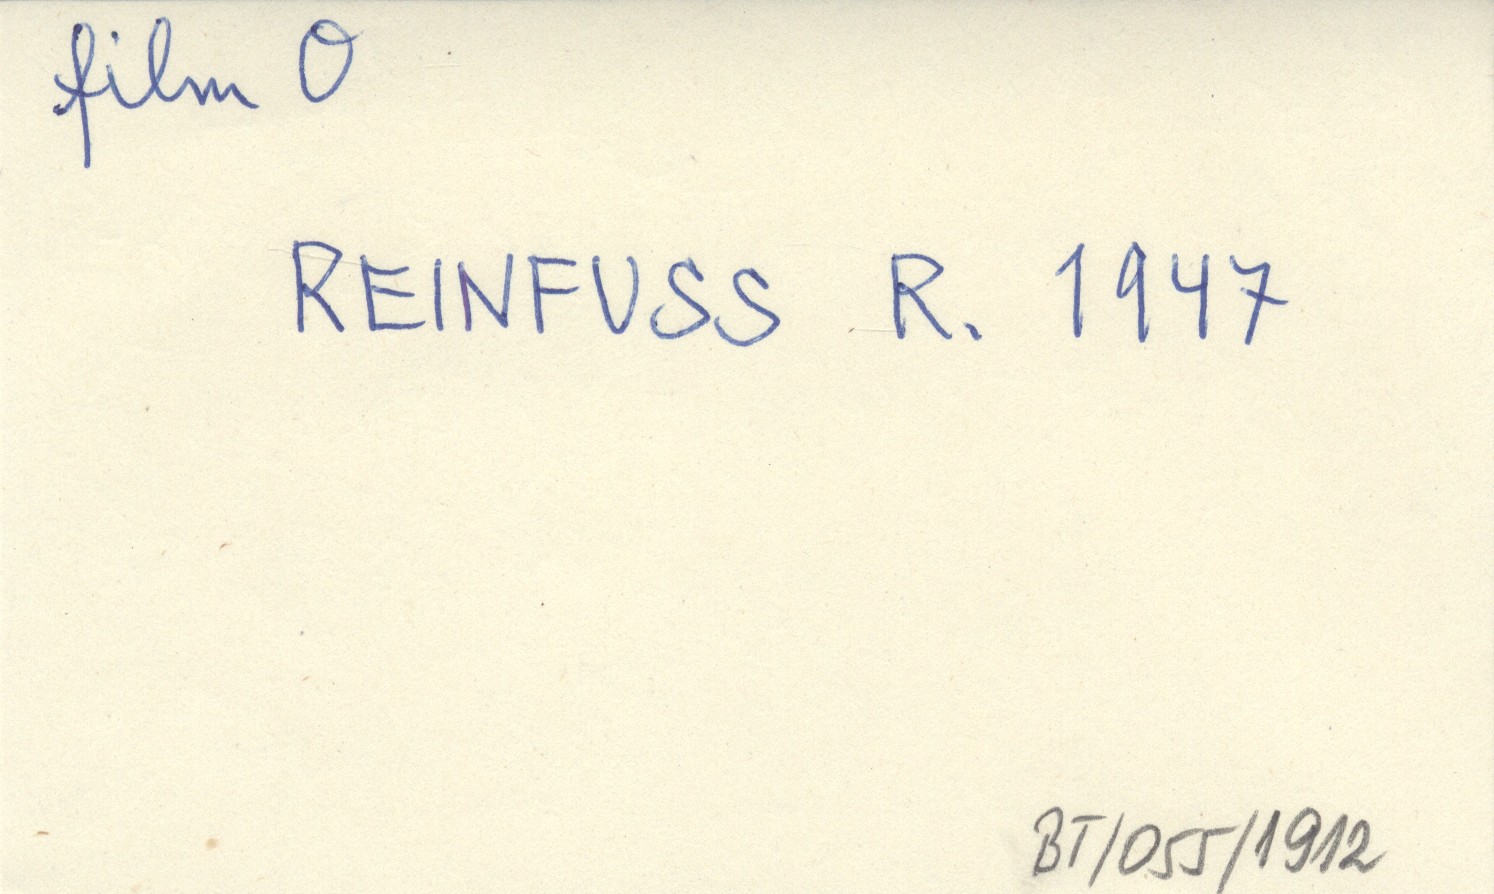 film O
REINFUSS R. 1947
BT/055/1912